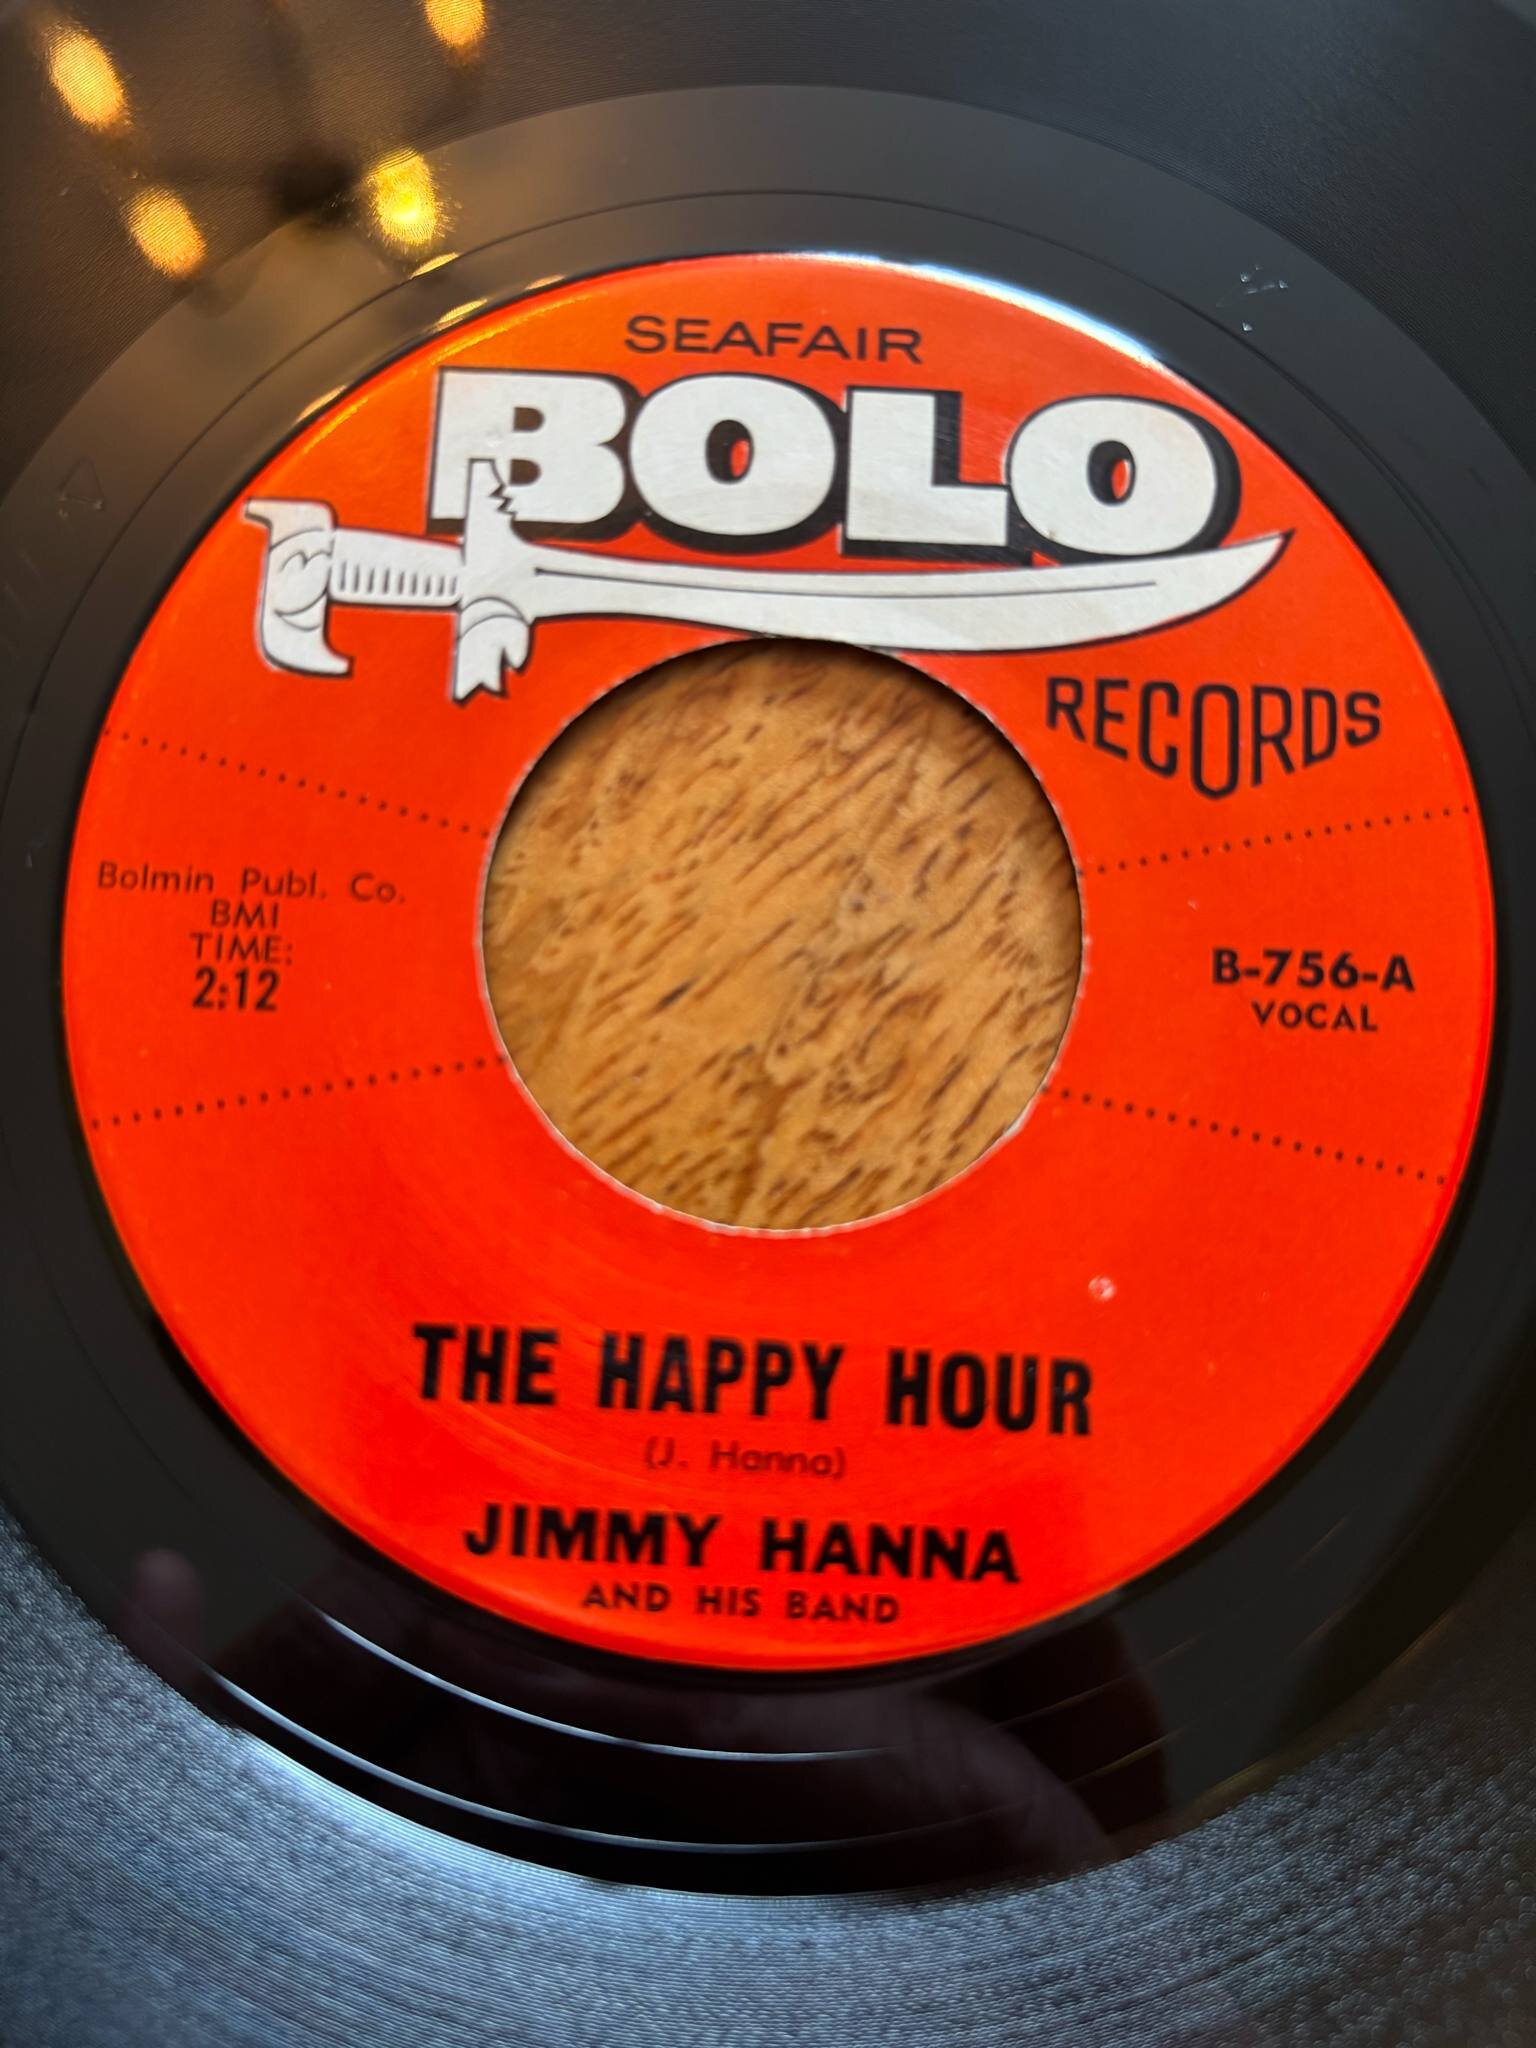 SEAFAIR
BOLO
RECORDS
Bolmin Publ. Co.
BMI
TIME:
2:12
B-756-A
VOCAL
THE HAPPY HOUR
(J. Hanna)
JIMMY HANNA
AND HIS BAND